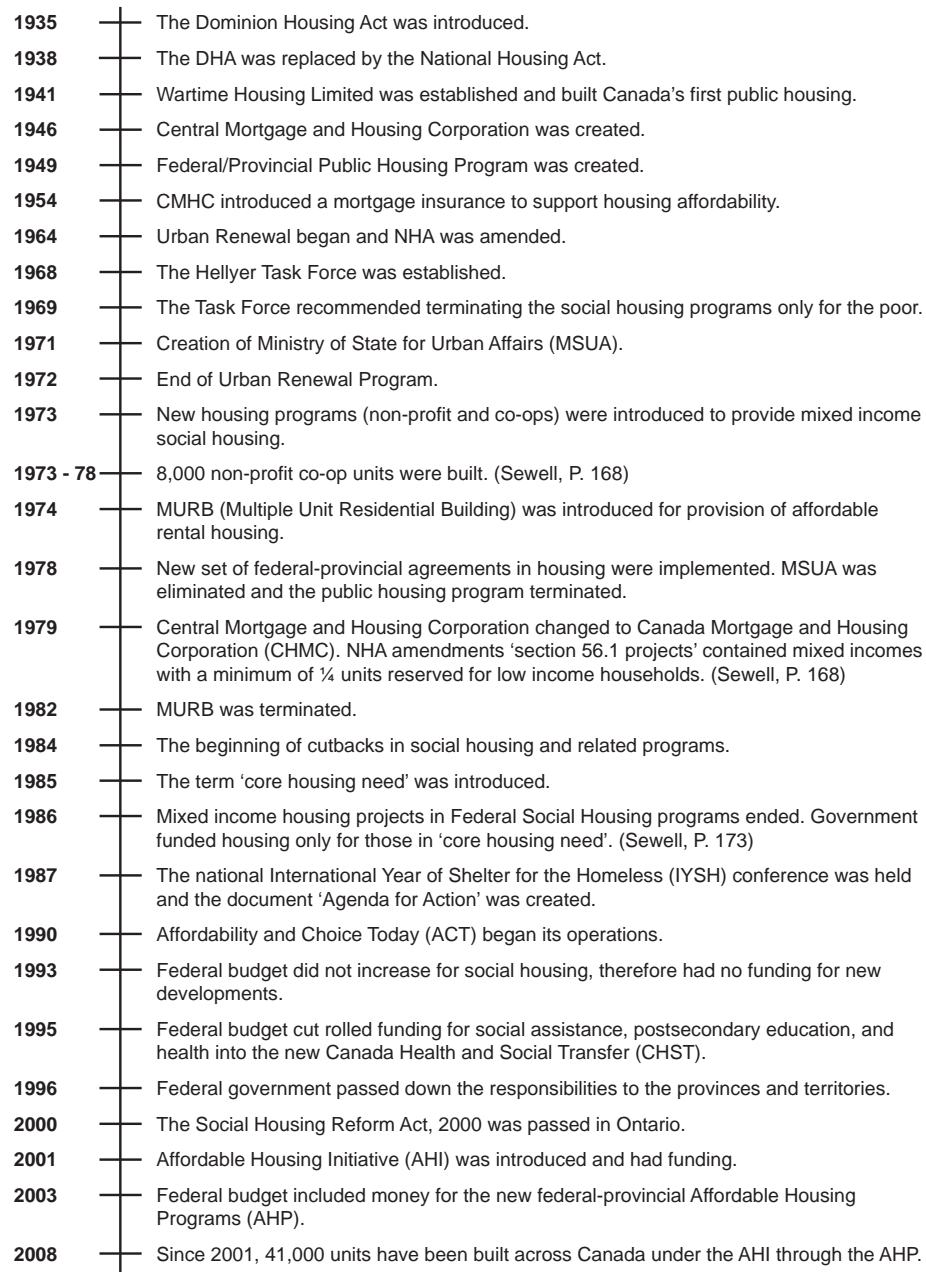 1935 The Dominion Housing Act was introduced.
1938 The DHA was replaced by the National Housing Act.
1941 Wartime Housing Limited was established and built Canada's first public housing.
1946 Central Mortgage and Housing Corporation was created.
1949 Federal/Provincial Public Housing Program was created.
1954 CMHC introduced a mortgage insurance to support housing affordability.
1964 Urban Renewal began and NHA was amended.
1968 The Hellyer Task Force was established.
1969 The Task Force recommended terminating the social housing programs only for the poor.
1971 Creation of Ministry of State for Urban Affairs (MSUA).
1972 End of Urban Renewal Program.
1973 New housing programs (non-profit and co-ops) were introduced to provide mixed income
social housing.
1973 - 78 8,000 non-profit co-op units were built. (Sewell, P. 168)
1974 MURB (Multiple Unit Residential Building) was introduced for provision of affordable
rental housing.
1978 New set of federal-provincial agreements in housing were implemented. MSUA was
eliminated and the public housing program terminated.
1979 Central Mortgage and Housing Corporation changed to Canada Mortgage and Housing
Corporation (CHMC). NHA amendments ‘section 56.1 projects’ contained mixed incomes
with a minimum of ¼ units reserved for low income households. (Sewell, P. 168)
1982 MURB was terminated.
1984 The beginning of cutbacks in social housing and related programs.
1985 The term ‘core housing need’ was introduced.
1986 Mixed income housing projects in Federal Social Housing programs ended. Government
funded housing only for those in ‘core housing need’. (Sewell, P. 173)
1987 The national International Year of Shelter for the Homeless (IYSH) conference was held
and the document ‘Agenda for Action’ was created.
1990 Affordability and Choice Today (ACT) began its operations.
1993 Federal budget did not increase for social housing, therefore had no funding for new
developments.
1995 Federal budget cut rolled funding for social assistance, postsecondary education, and
health into the new Canada Health and Social Transfer (CHST).
1996 Federal government passed down the responsibilities to the provinces and territories.
2000 The Social Housing Reform Act, 2000 was passed in Ontario.
2001 Affordable Housing Initiative (AHI) was introduced and had funding.
2003 Federal budget included money for the new federal-provincial Affordable Housing
Programs (AHP).
2008 Since 2001, 41,000 units have been built across Canada under the AHI through the AHP.